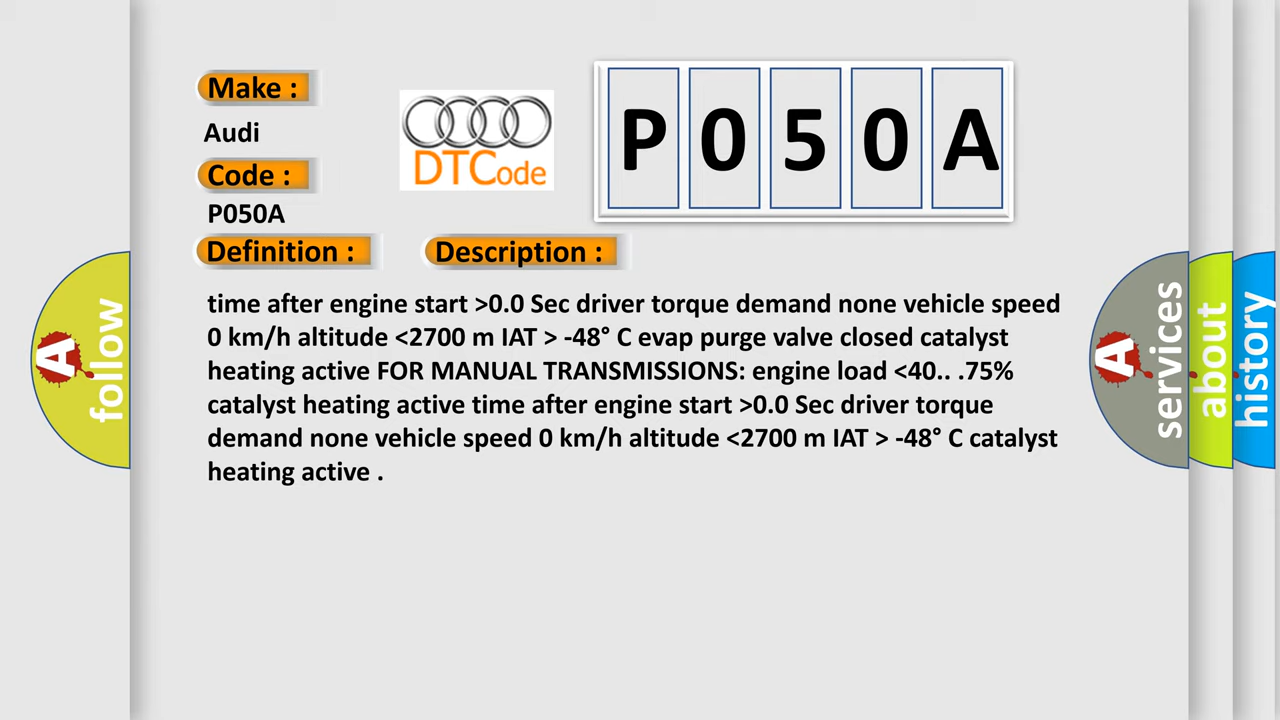 Make :
Audi
Code :
P050A
Definition :
Description :
DTCode
P050A
time after engine start >0.0 Sec driver torque demand none vehicle speed
0 km/h altitude <2700 m IAT > -48° C evap purge valve closed catalyst
heating active FOR MANUAL TRANSMISSIONS: engine load <40.. .75%
catalyst heating active time after engine start >0.0 Sec driver torque
demand none vehicle speed 0 km/h altitude <2700 m IAT > -48° C catalyst
heating active .
A follow
A services
about
history